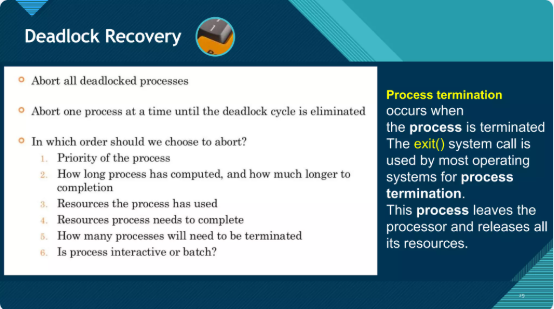 Deadlock Recovery
Abort all deadlocked processes
Abort one process at a time until the deadlock cycle is eliminated
In which order should we choose to abort?
1. Priority of the process
2. How long process has computed, and how much longer to
completion
3. Resources the process has used
4. Resources process needs to complete
5. How many processes will need to be terminated
6. Is process interactive or batch?
Process termination
occurs when
the process is terminated
The exit() system call is
used by most operating
systems for process
termination.
This process leaves the
processor and releases all
its resources.